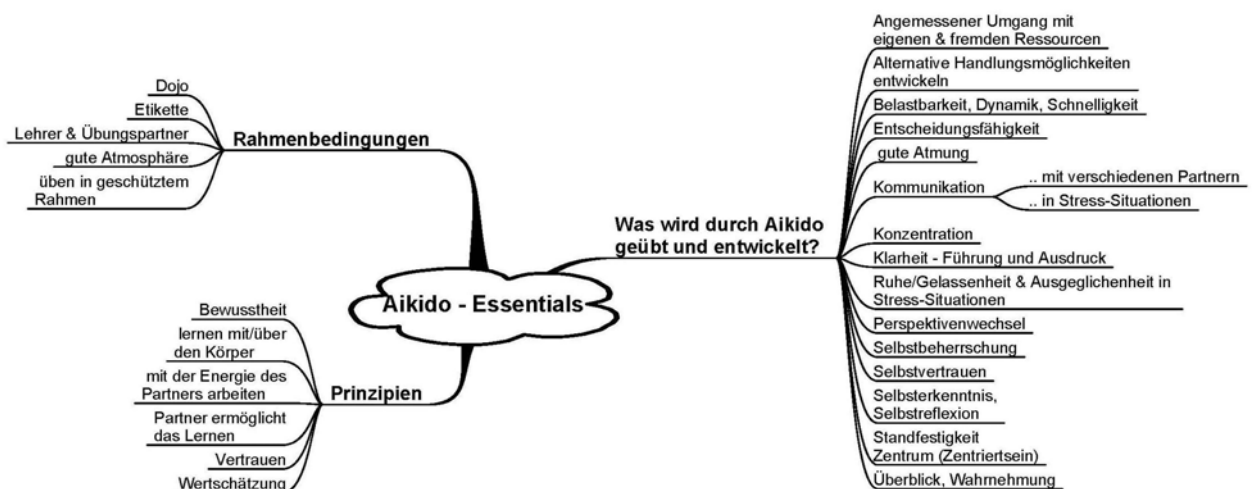 Aikido - Essentials
Rahmenbedingungen
Dojo
Etikette
Lehrer & Übungspartner
gute Atmosphäre
üben in geschütztem
Rahmen
Prinzipien
Bewusstheit
lernen mit/über
den Körper
mit der Energie des
Partners arbeiten
Partner ermöglicht
das Lernen
Vertrauen
Wertschätzung
Was wird durch Aikido
geübt und entwickelt?
Angemessener Umgang mit
eigenen & fremden Ressourcen
Alternative Handlungsmöglichkeiten
entwickeln
Belastbarkeit, Dynamik, Schnelligkeit
Entscheidungsfähigkeit
gute Atmung
Kommunikation
.. mit verschiedenen Partnern
.. in Stress-Situationen
Konzentration
Klarheit - Führung und Ausdruck
Ruhe/Gelassenheit & Ausgeglichenheit in
Stress-Situationen
Perspektivenwechsel
Selbstbeherrschung
Selbstvertrauen
Selbsterkenntnis,
Selbstreflexion
Standfestigkeit
Zentrum (Zentriertsein)
Überblick, Wahrnehmung